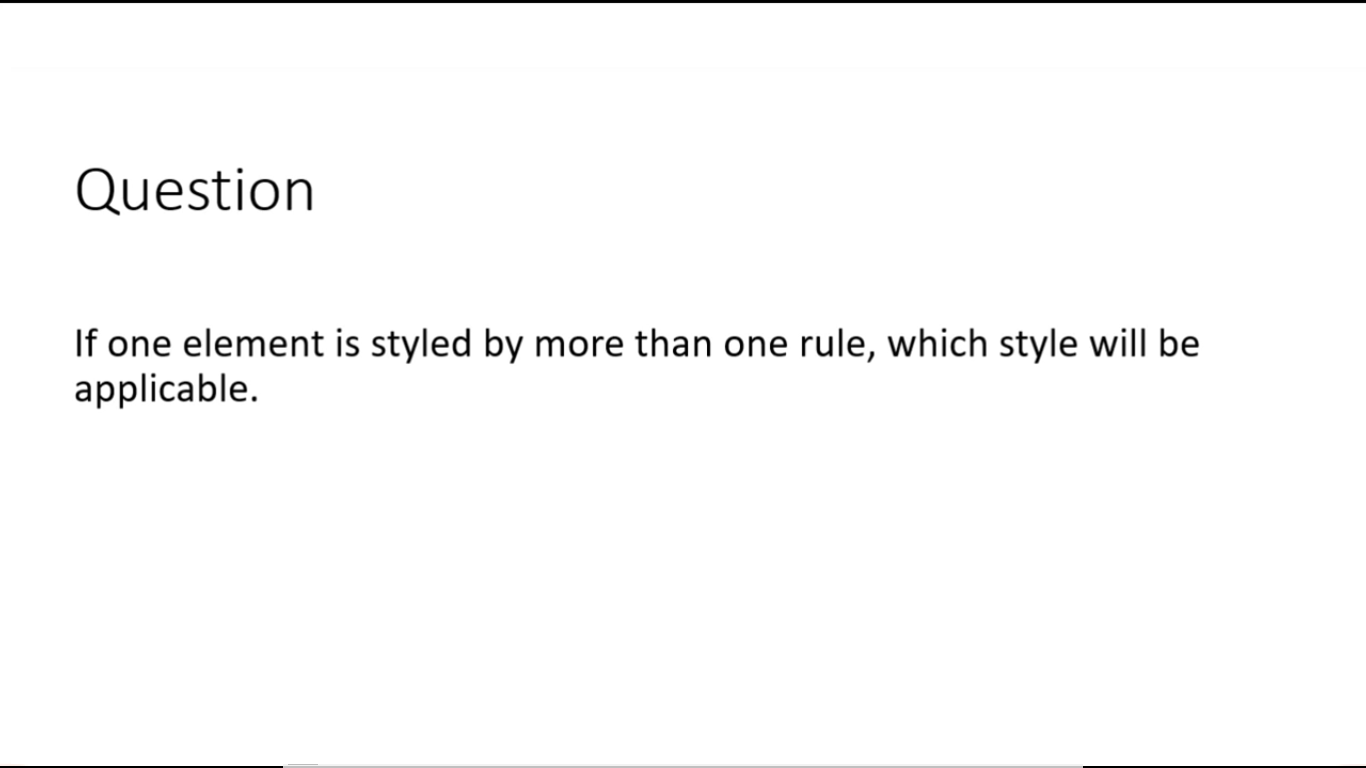 Question
If one element is styled by more than one rule, which style will be
applicable.